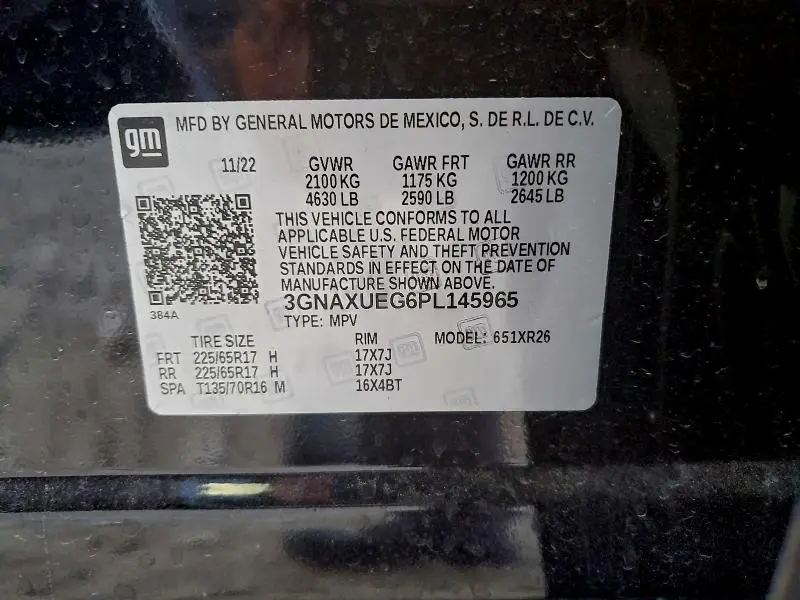 gm MFD BY GENERAL MOTORS DE MEXICO, S. DE R.L. DE C.V.
11/22 GVWR GAWR FRT GAWR RR
2100 KG 1175 KG 1200 KG
4630 LB 2590 LB 2645 LB
THIS VEHICLE CONFORMS TO ALL
APPLICABLE U.S. FEDERAL MOTOR
VEHICLE SAFETY AND THEFT PREVENTION
STANDARDS IN EFFECT ON THE DATE OF
MANUFACTURE SHOWN ABOVE.
3GNAXUEG6PL145965
384A
TYPE: MPV MODEL: 651XR26
TIRE SIZE RIM
FRT 225/65R17 H 17X7J
RR 225/65R17 H 17X7J
SPA T135/70R16 M 16X4BT